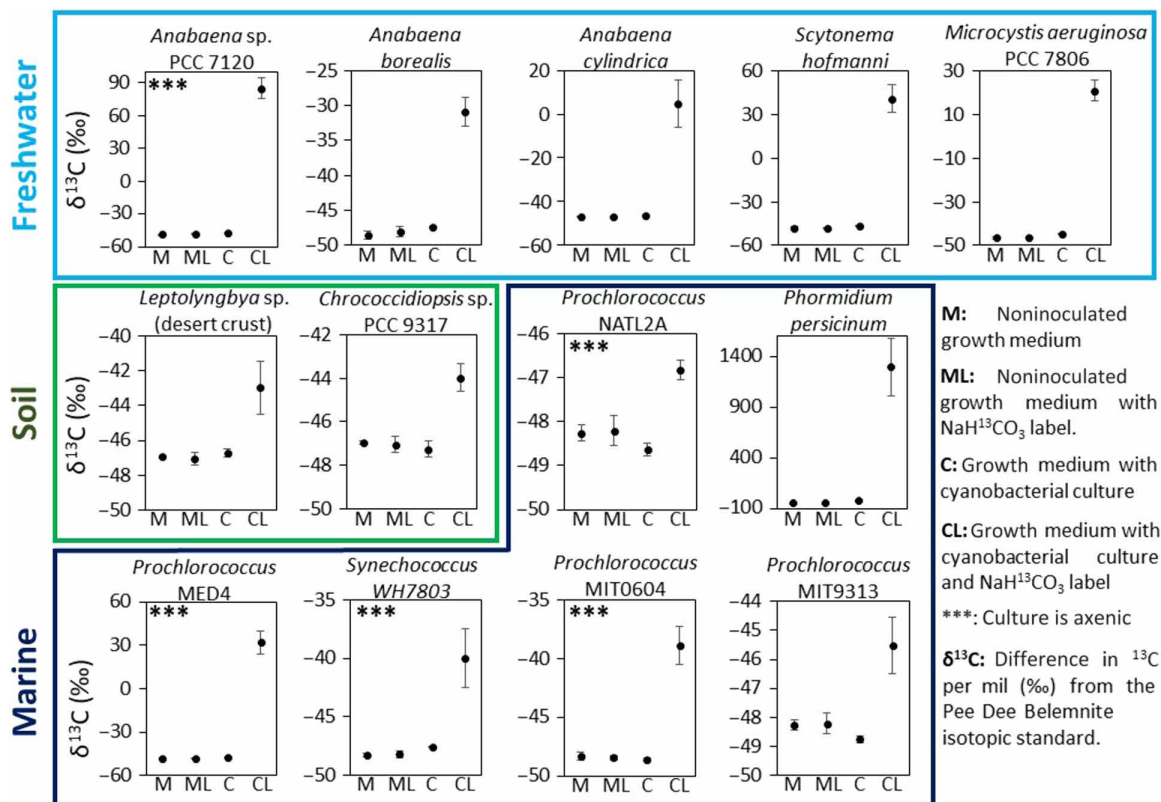 Freshwater
Anabaena sp.
PCC 7120
***
90
60
30
0
−30
−60
δ¹³C (‰)
M ML C CL
Anabaena
borealis
−25
−30
−35
−40
−45
−50
M ML C CL
Anabaena
cylindrica
20
0
−20
−40
−60
M ML C CL
Scytonema
hofmanni
60
30
0
−30
−60
M ML C CL
Microcystis aeruginosa
PCC 7806
30
10
−10
−30
−50
M ML C CL
Soil
Leptolyngbya sp.
(desert crust)
−40
−42
−44
−46
−48
−50
δ¹³C (‰)
M ML C CL
Chrococcidiopsis sp.
PCC 9317
−42
−44
−46
−48
−50
M ML C CL
Prochlorococcus
NATL2A
***
−46
−47
−48
−49
−50
M ML C CL
Phormidium
persicinum
1400
900
400
−100
M ML C CL
Marine
Prochlorococcus
MED4
***
60
30
0
−30
−60
δ¹³C (‰)
M ML C CL
Synechococcus
WH7803
***
−35
−40
−45
−50
M ML C CL
Prochlorococcus
MIT0604
***
−35
−40
−48
−50
M ML C CL
Prochlorococcus
MIT9313
−44
−45
−46
−47
−48
−49
−50
M ML C CL
M: Noninoculated
growth medium
ML: Noninoculated
growth medium with
NaH¹³CO₃ label.
C: Growth medium with
cyanobacterial culture
CL: Growth medium with
cyanobacterial culture
and NaH¹³CO₃ label
***: Culture is axenic
δ¹³C: Difference in ¹³C
per mil (‰) from the
Pee Dee Belemnite
isotopic standard.